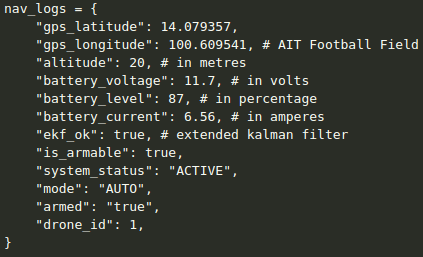 nav_logs = {
    "gps_latitude": 14.079357,
    "gps_longitude": 100.609541, # AIT Football Field
    "altitude": 20, # in metres
    "battery_voltage": 11.7, # in volts
    "battery_level": 87, # in percentage
    "battery_current": 6.56, # in amperes
    "ekf_ok": true, # extended kalman filter
    "is_armable": true,
    "system_status": "ACTIVE",
    "mode": "AUTO",
    "armed": "true",
    "drone_id": 1,
}